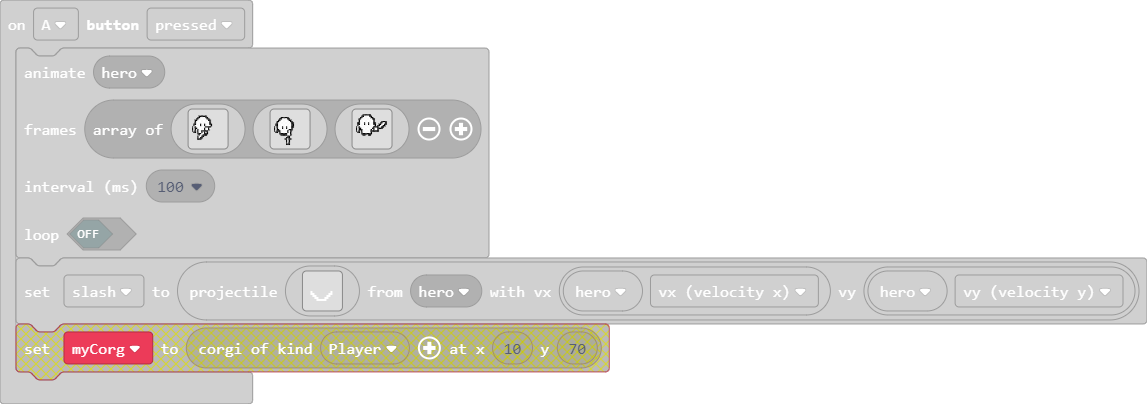 on A button pressed
animate hero
frames array of
interval (ms) 100
loop OFF
set slash to projectile from hero with vx hero vx (velocity x) vy hero vy (velocity y)
set myCorg to corgi of kind Player at x 10 y 70